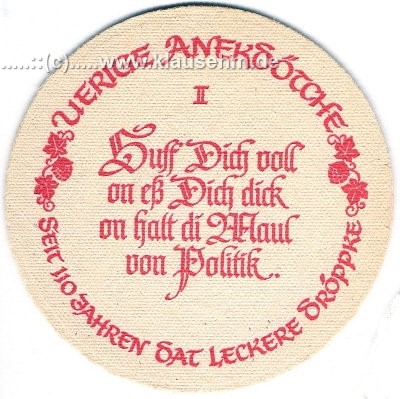 .....::(c).....www.klausehm.de
UERIGE ANEKDÖTCHE
II
Suff Dich voll
on eß Dich dick
on halt di Maul
von Politik.
SEIT 110 JAHREN DAT LECKERE DRÖPPKE